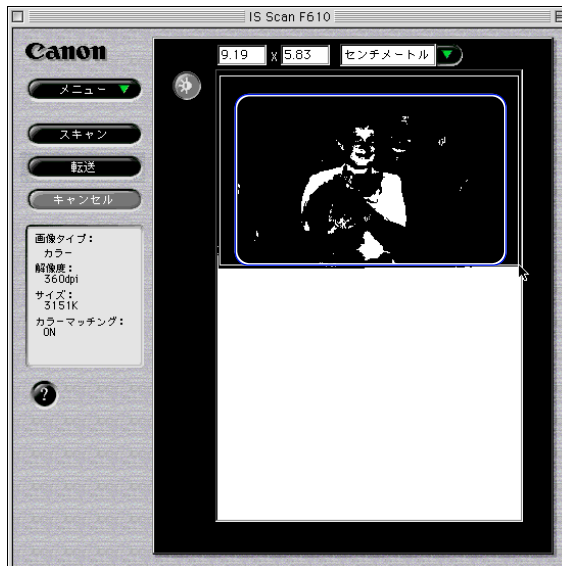 IS Scan F610
Canon
9.19 x 5.83 センチメートル
メニュー
スキャン
転送
キャンセル
画像タイプ:
カラー
解像度:
360dpi
サイズ:
3151K
カラーマッチング:
ON
?